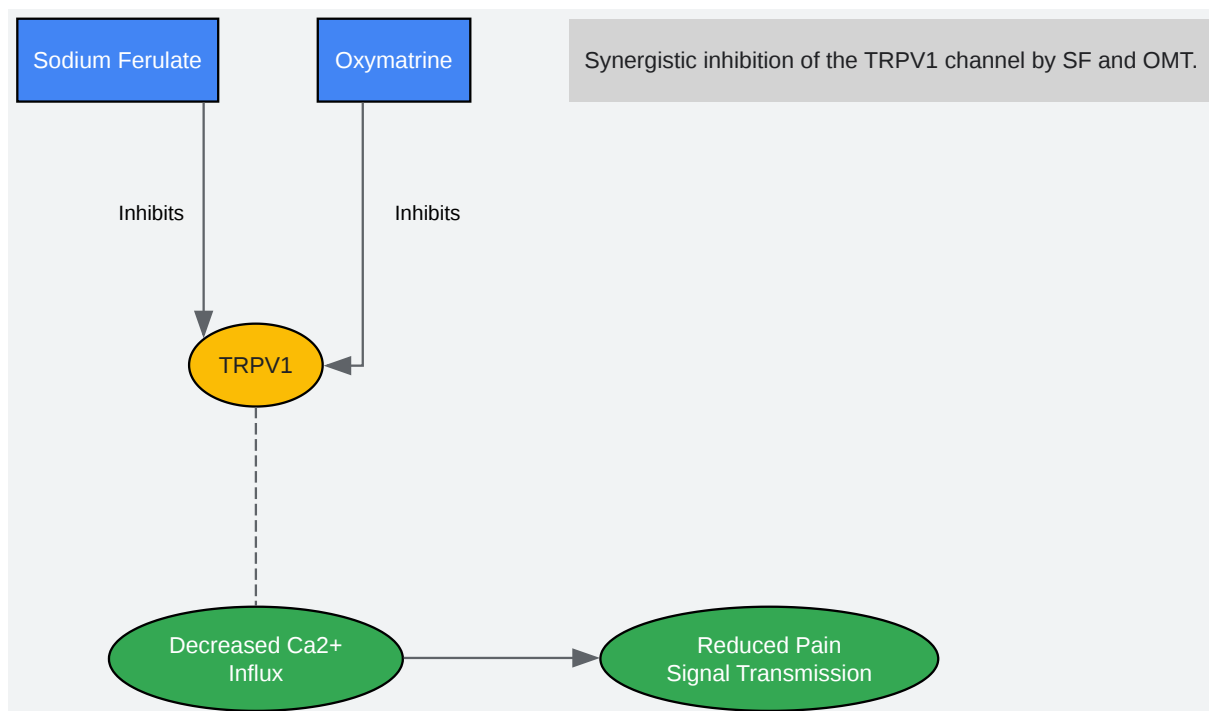 Sodium Ferulate
Oxymatrine
Synergistic inhibition of the TRPV1 channel by SF and OMT.
Inhibits
Inhibits
TRPV1
Decreased Ca2+
Influx
Reduced Pain
Signal Transmission